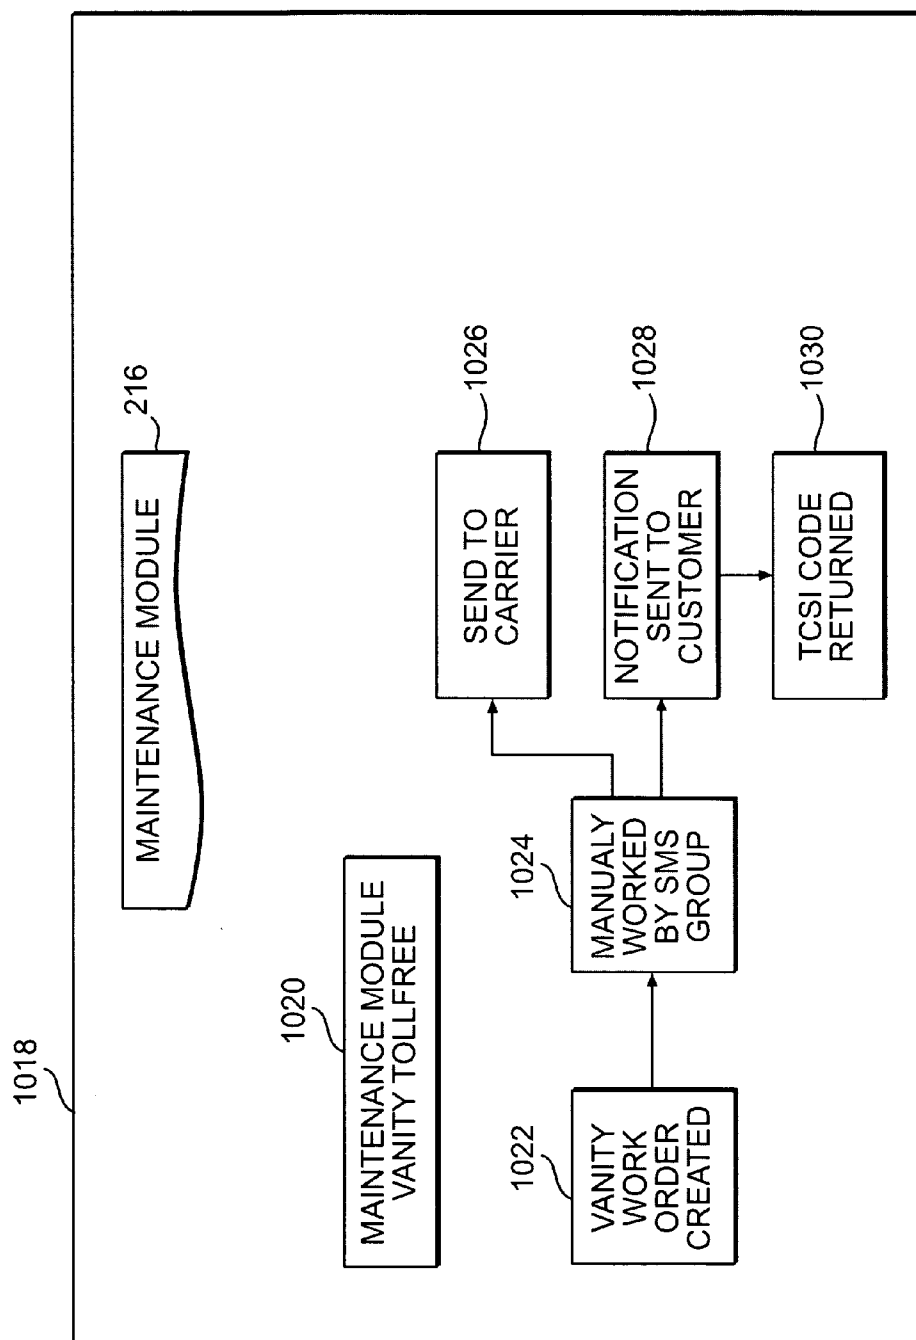 1018
MAINTENANCE MODULE
216
1020
MAINTENANCE MODULE
VANITY TOLLFREE
1022
VANITY
WORK
ORDER
CREATED
1024
MANUALY
WORKED
BY SMS
GROUP
SEND TO
CARRIER
1026
NOTIFICATION
SENT TO
CUSTOMER
1028
TCSI CODE
RETURNED
1030